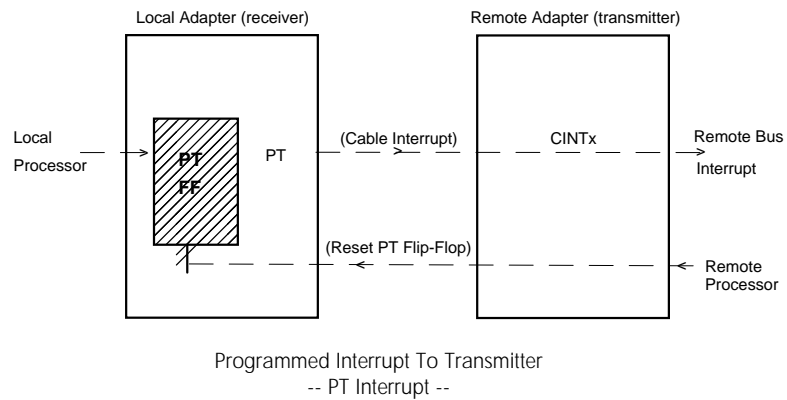 Local Adapter (receiver)
Remote Adapter (transmitter)
Local
Processor
PT
FF
PT
(Cable Interrupt)
CINTx
Remote Bus
Interrupt
(Reset PT Flip-Flop)
Remote
Processor
Programmed Interrupt To Transmitter
-- PT Interrupt --